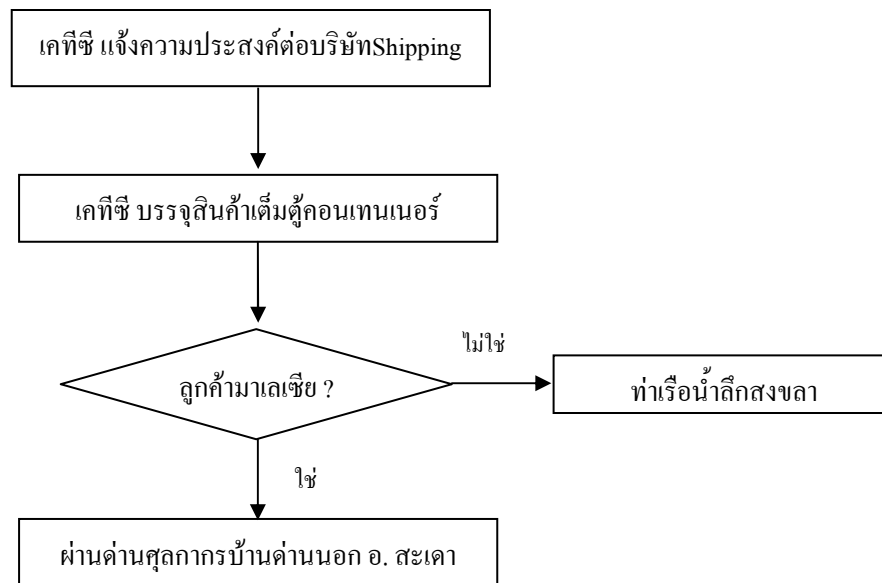 เคทีซี แจ้งความประสงค์ต่อบริษัทShipping
เคทีซี บรรจุสินค้าเต็มตู้คอนเทนเนอร์
ลูกค้ามาเลเซีย ?
ไม่ใช่
ท่าเรือน้ำลึกสงขลา
ใช่
ผ่านด่านศุลกากรบ้านด่านนอก อ. สะเดา